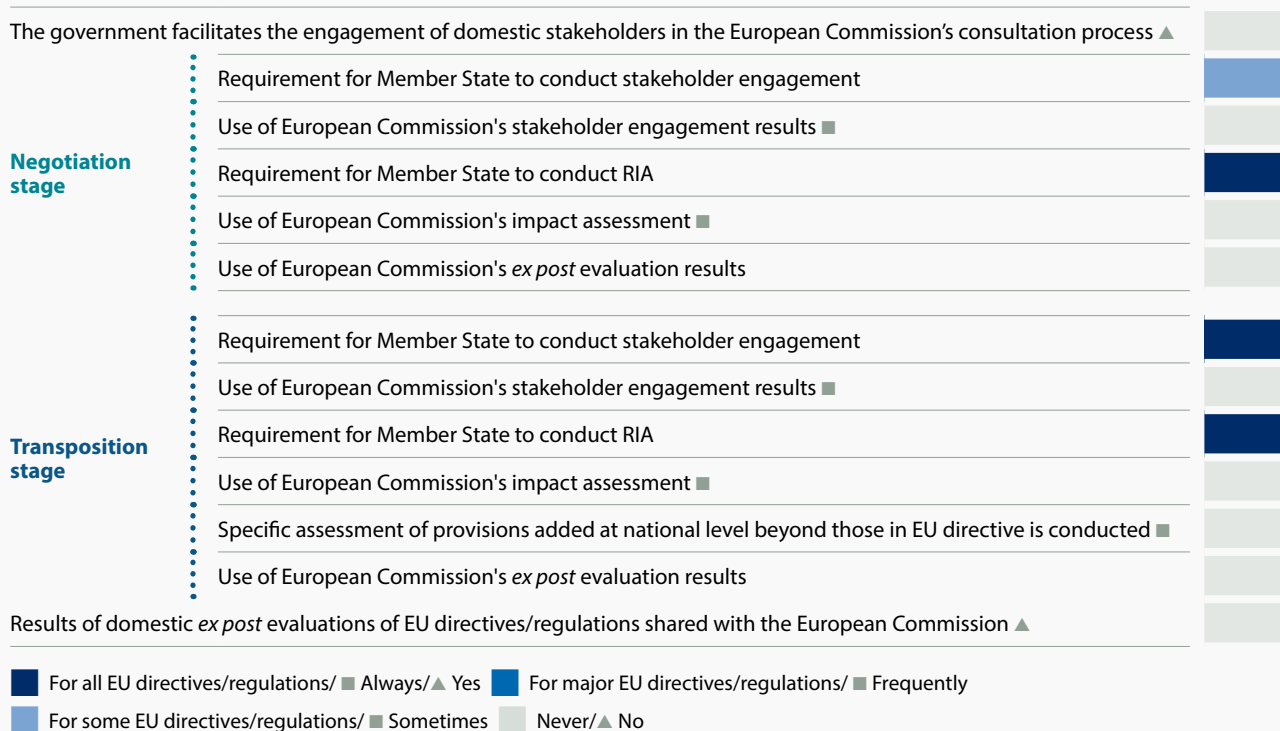 The government facilitates the engagement of domestic stakeholders in the European Commission’s consultation process ▲
Negotiation
stage
Requirement for Member State to conduct stakeholder engagement
Use of European Commission's stakeholder engagement results ■
Requirement for Member State to conduct RIA
Use of European Commission's impact assessment ■
Use of European Commission's ex post evaluation results
Transposition
stage
Requirement for Member State to conduct stakeholder engagement
Use of European Commission's stakeholder engagement results ■
Requirement for Member State to conduct RIA
Use of European Commission's impact assessment ■
Specific assessment of provisions added at national level beyond those in EU directive is conducted ■
Use of European Commission's ex post evaluation results
Results of domestic ex post evaluations of EU directives/regulations shared with the European Commission ▲
For all EU directives/regulations/ ■ Always/▲ Yes For major EU directives/regulations/ ■ Frequently
For some EU directives/regulations/ ■ Sometimes Never/▲ No